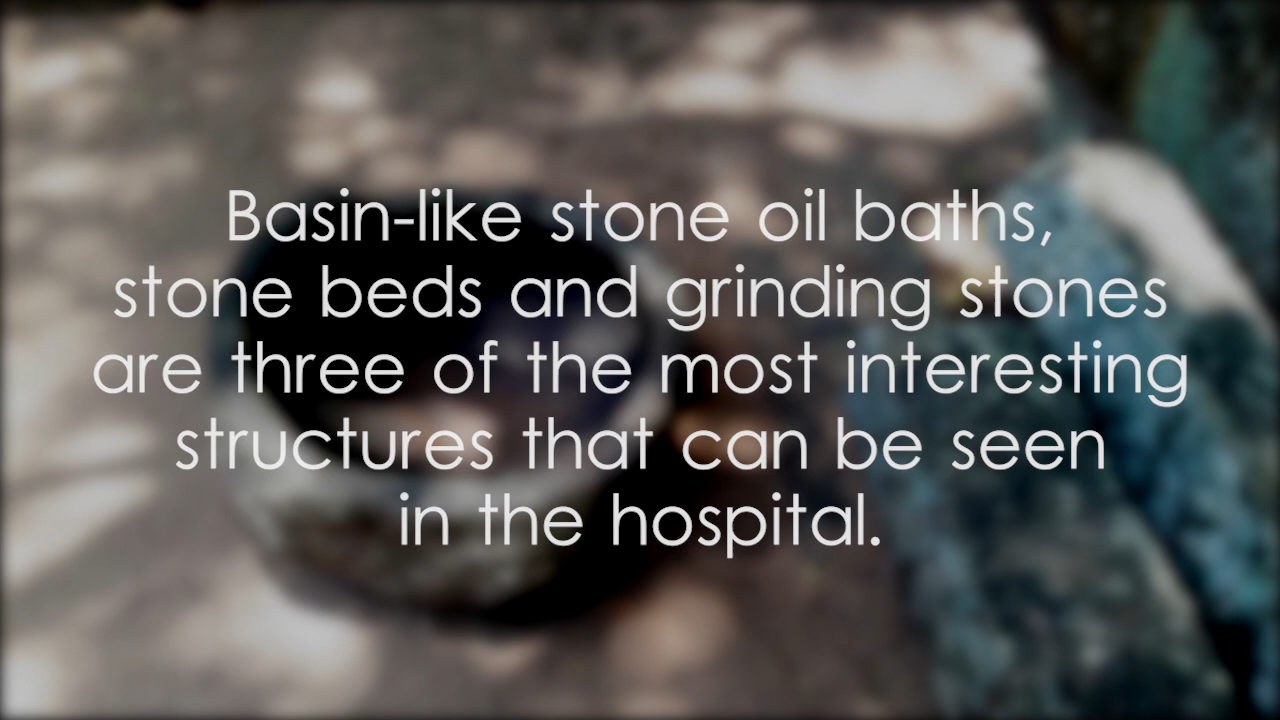 Basin-like stone oil baths,
stone beds and grinding stones
are three of the most interesting
structures that can be seen
in the hospital.